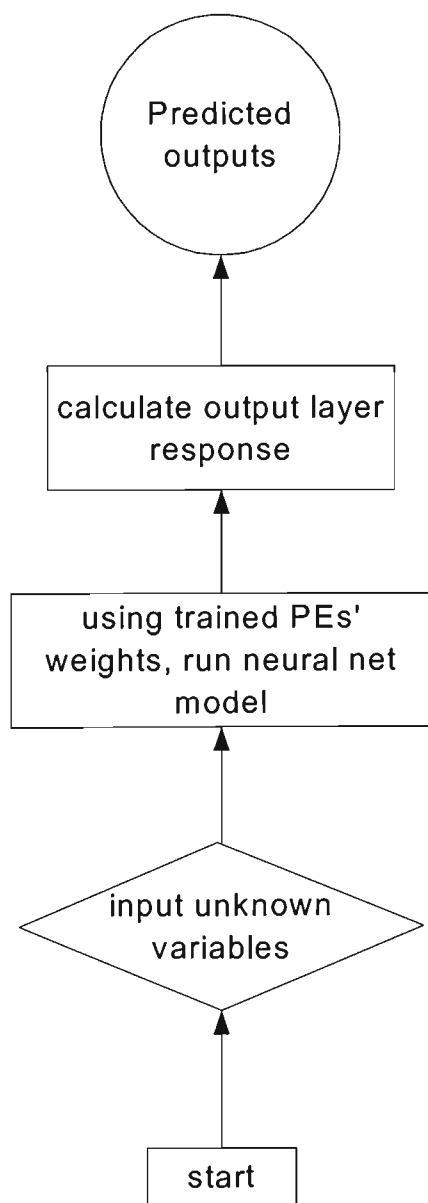 Predicted
outputs
calculate output layer
response
using trained PEs'
weights, run neural net
model
input unknown
variables
start